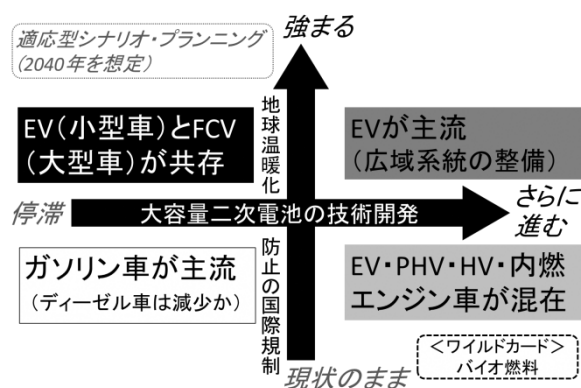 適応型シナリオ・プランニング
(2040年を想定)
強まる
EV(小型車)とFCV
(大型車)が共存
地球温暖化
EVが主流
(広域系統の整備)
停滞
大容量二次電池の技術開発
さらに
進む
ガソリン車が主流
(ディーゼル車は減少か)
防止の国際規制
EV・PHV・HV・内燃
エンジン車が混在
現状のまま
<ワイルドカード>
バイオ燃料